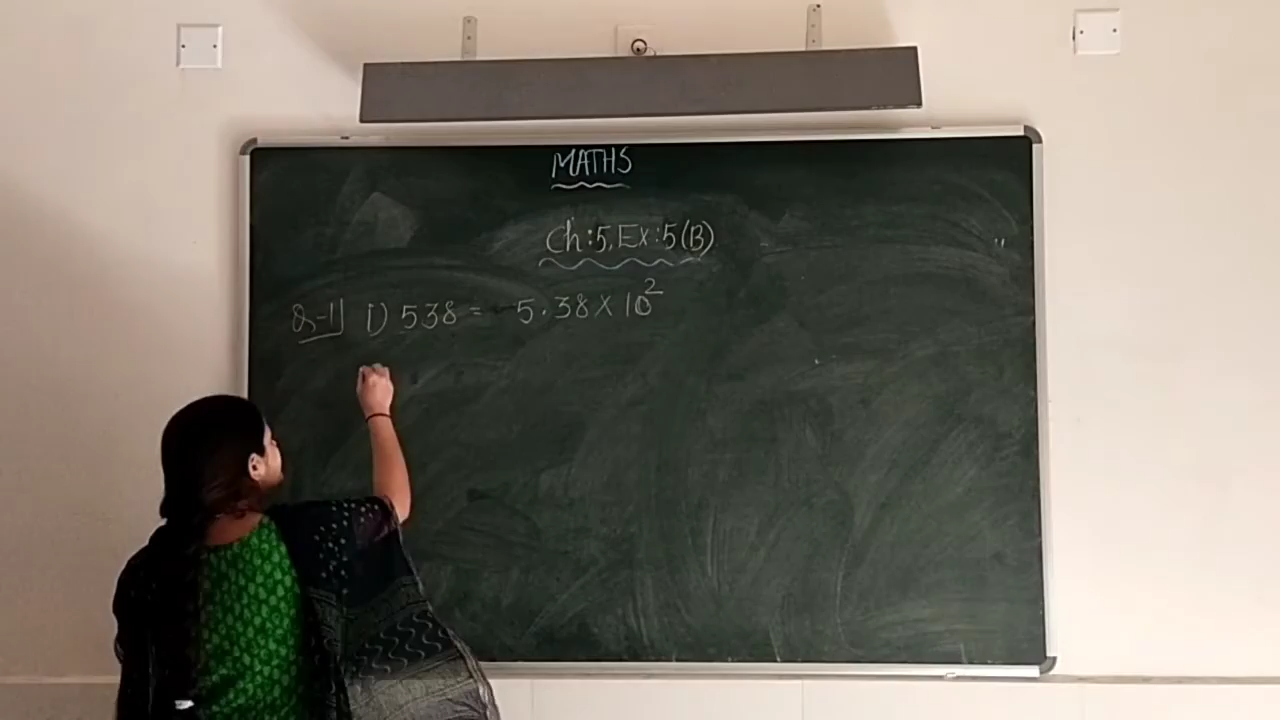 MATHS
Ch:5, Ex:5(B)
Q-1] i) 538 = 5.38 × 10²